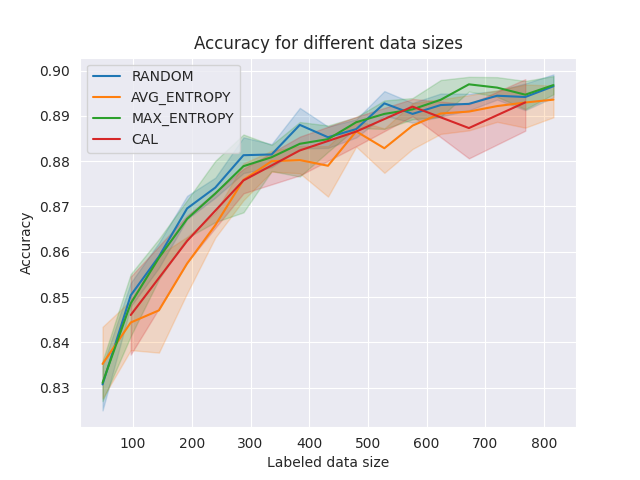 Accuracy for different data sizes
RANDOM
AVG_ENTROPY
MAX_ENTROPY
CAL
Accuracy
0.90
0.89
0.88
0.87
0.86
0.85
0.84
0.83
100 200 300 400 500 600 700 800
Labeled data size